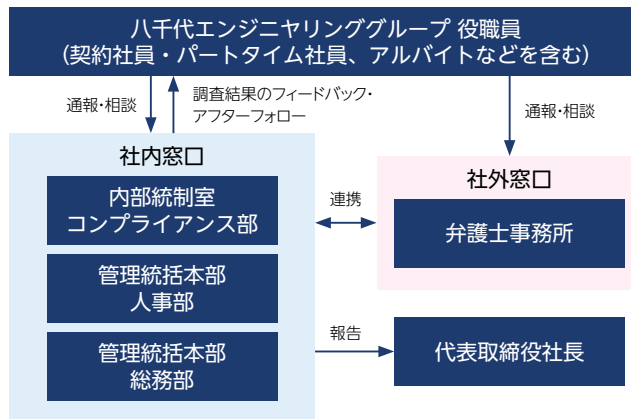 八千代エンジニヤリンググループ 役職員
（契約社員・パートタイム社員、アルバイトなどを含む）
通報・相談
調査結果のフィードバック・
アフターフォロー
通報・相談
社内窓口
内部統制室
コンプライアンス部
管理統括本部
人事部
管理統括本部
総務部
連携
社外窓口
弁護士事務所
報告
代表取締役社長